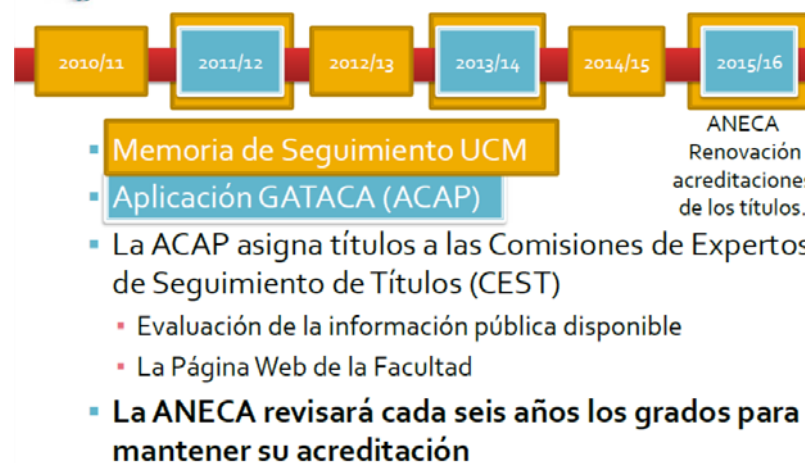 2010/11 2011/12 2012/13 2013/14 2014/15 2015/16
ANECA
Renovación
acreditaciones
de los títulos.
Memoria de Seguimiento UCM
Aplicación GATACA (ACAP)
La ACAP asigna títulos a las Comisiones de Expertos
de Seguimiento de Títulos (CEST)
Evaluación de la información pública disponible
La Página Web de la Facultad
La ANECA revisará cada seis años los grados para
mantener su acreditación